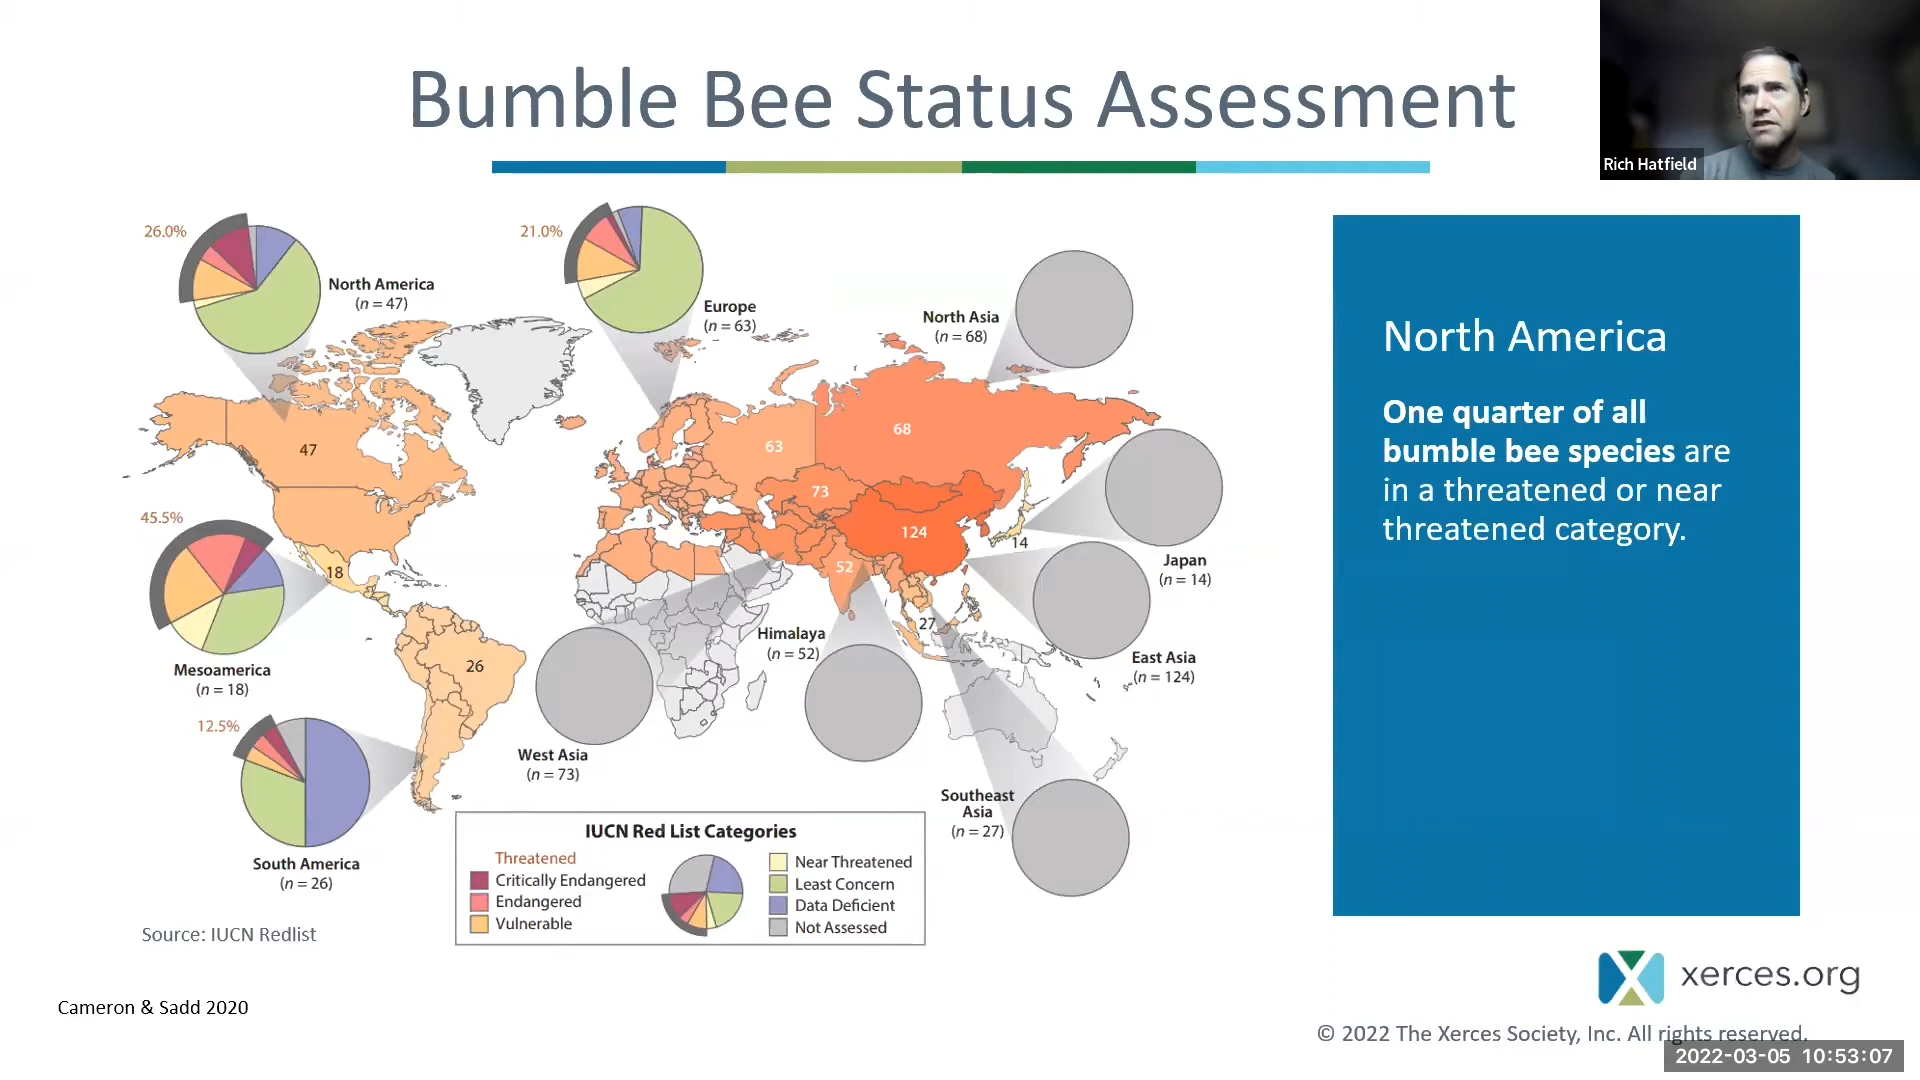 Bumble Bee Status Assessment
Rich Hatfield
26.0%
North America
(n = 47)
21.0%
Europe
(n = 63)
North Asia
(n = 68)
47
63
68
73
124
14
52
18
27
26
45.5%
Mesoamerica
(n = 18)
12.5%
South America
(n = 26)
West Asia
(n = 73)
Himalaya
(n = 52)
Japan
(n = 14)
East Asia
(n = 124)
Southeast
Asia
(n = 27)
IUCN Red List Categories
Threatened
Critically Endangered
Endangered
Vulnerable
Near Threatened
Least Concern
Data Deficient
Not Assessed
Source: IUCN Redlist
Cameron & Sadd 2020
North America
One quarter of all
bumble bee species are
in a threatened or near
threatened category.
xerces.org
© 2022 The Xerces Society, Inc. All rights reserved.
2022-03-05 10:53:07